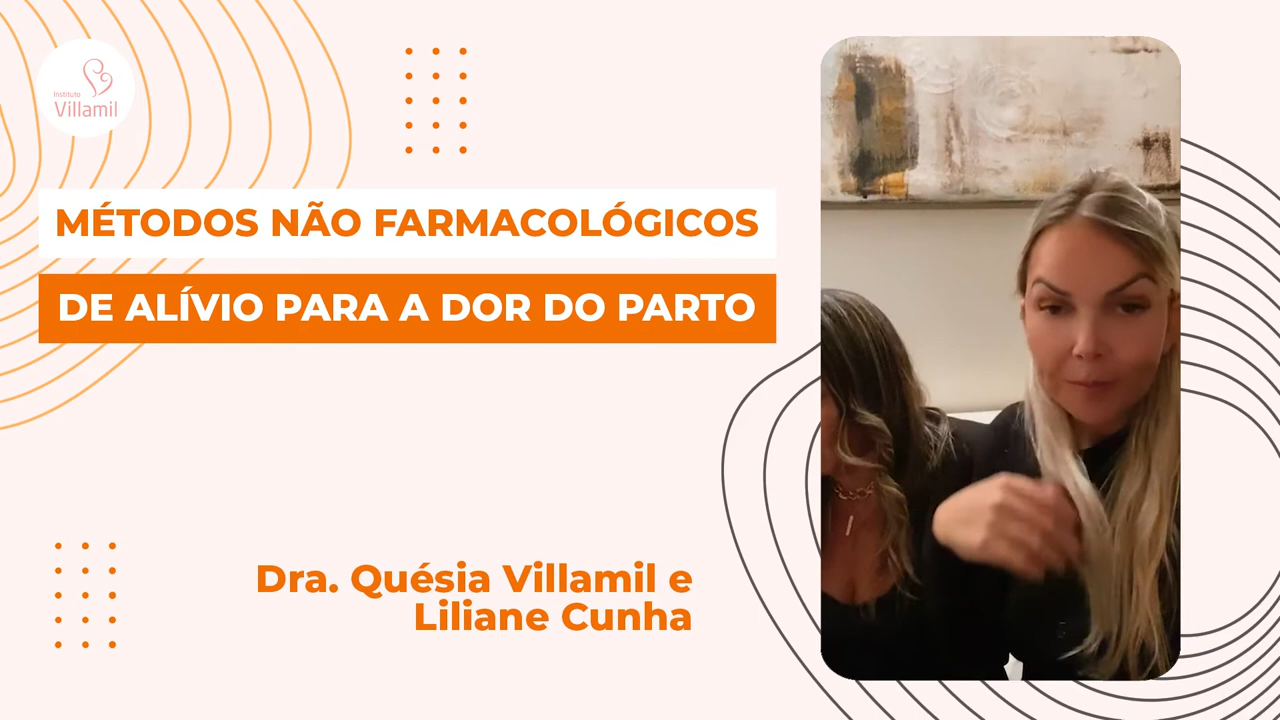 Instituto
Villamil
MÉTODOS NÃO FARMACOLÓGICOS
DE ALÍVIO PARA A DOR DO PARTO
Dra. Quésia Villamil e
Liliane Cunha